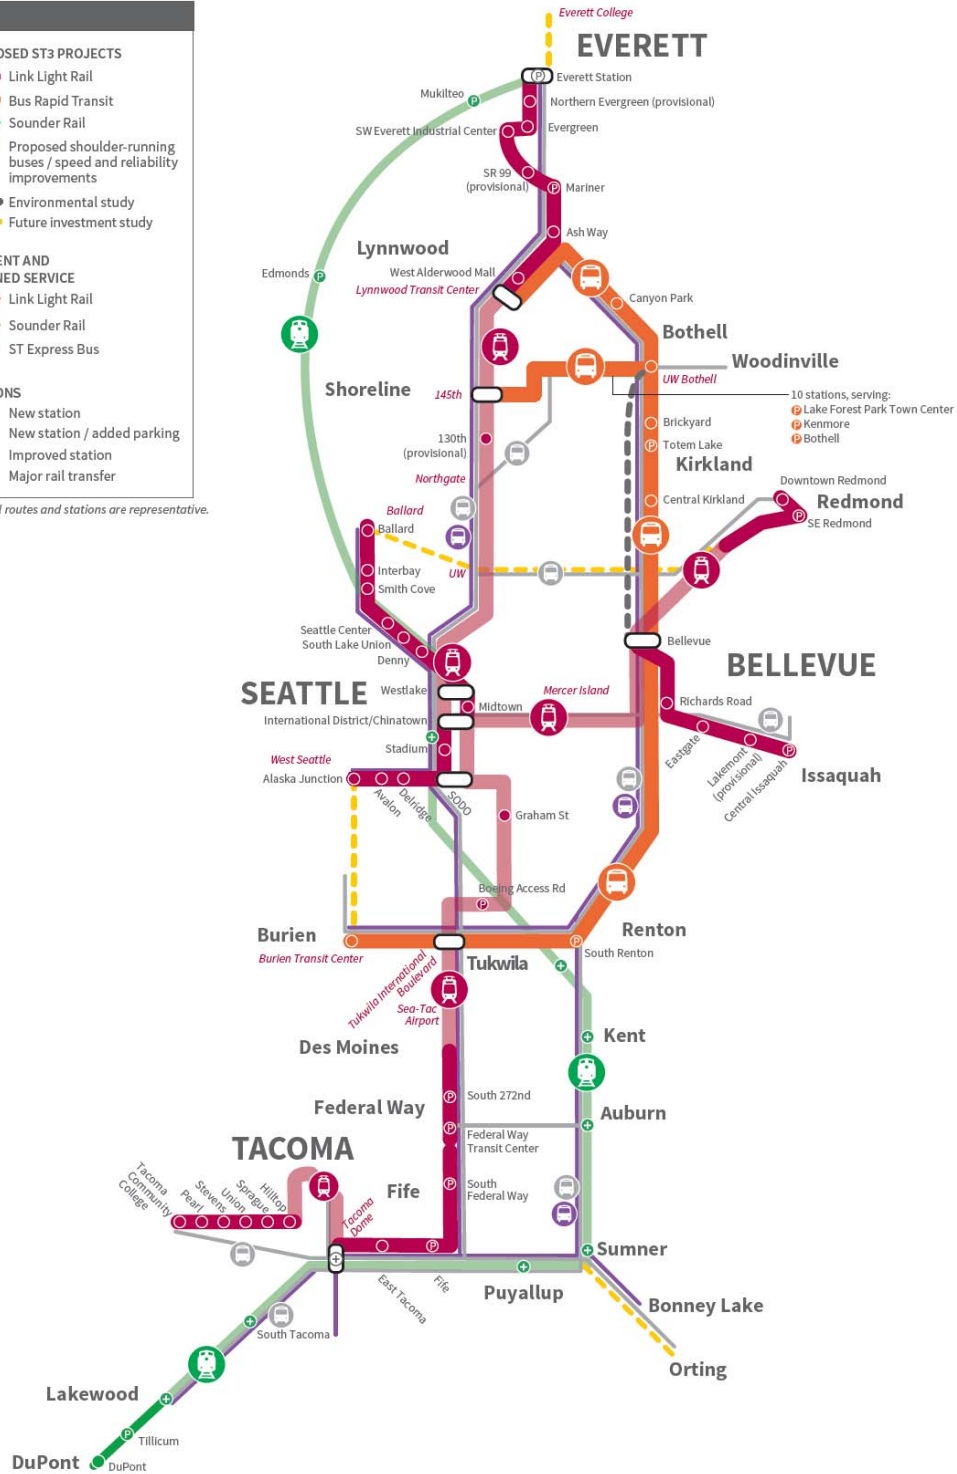 OSED ST3 PROJECTS
Link Light Rail
Bus Rapid Transit
Sounder Rail
Proposed shoulder-running
buses / speed and reliability
improvements
Environmental study
Future investment study
ENT AND
NED SERVICE
Link Light Rail
Sounder Rail
ST Express Bus
ONS
New station
New station / added parking
Improved station
Major rail transfer
l routes and stations are representative.
Everett College
EVERETT
P
Everett Station
Mukilteo
P
Northern Evergreen (provisional)
SW Everett Industrial Center
Evergreen
SR 99
(provisional)
P
Mariner
Ash Way
Lynnwood
West Alderwood Mall
Lynnwood Transit Center
Edmonds
P
Canyon Park
Bothell
Woodinville
UW Bothell
Shoreline
145th
10 stations, serving:
P Lake Forest Park Town Center
P Kenmore
P Bothell
130th
(provisional)
Brickyard
P
Totem Lake
Kirkland
Northgate
Downtown Redmond
Redmond
P
SE Redmond
Central Kirkland
Ballard
Ballard
Interbay
UW
Smith Cove
Seattle Center
South Lake Union
Denny
Bellevue
BELLEVUE
SEATTLE
Westlake
Mercer Island
Midtown
International District/Chinatown
Richards Road
Stadium
Eastgate
Lakemont
(provisional)
Central Issaquah
P
Issaquah
West Seattle
Alaska Junction
Avalon
Delridge
SODO
Graham St
Boeing Access Rd
P
Burien
Burien Transit Center
Renton
P
South Renton
Tukwila
Tukwila International
Boulevard
Sea-Tac
Airport
Kent
Des Moines
P
South 272nd
Federal Way
P
Federal Way
Transit Center
Auburn
TACOMA
Tacoma
Community
College
Pearl
Stevens
Union
Sprague
Hilltop
Fife
P
South
Federal Way
Tacoma
Dome
P
East Tacoma
Fife
Sumner
Puyallup
Bonney Lake
Orting
South Tacoma
Lakewood
P
Tillicum
DuPont
DuPont